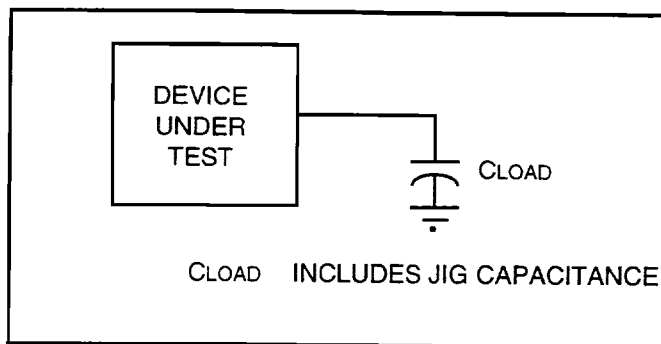 DEVICE
UNDER
TEST
CLOAD
CLOAD INCLUDES JIG CAPACITANCE